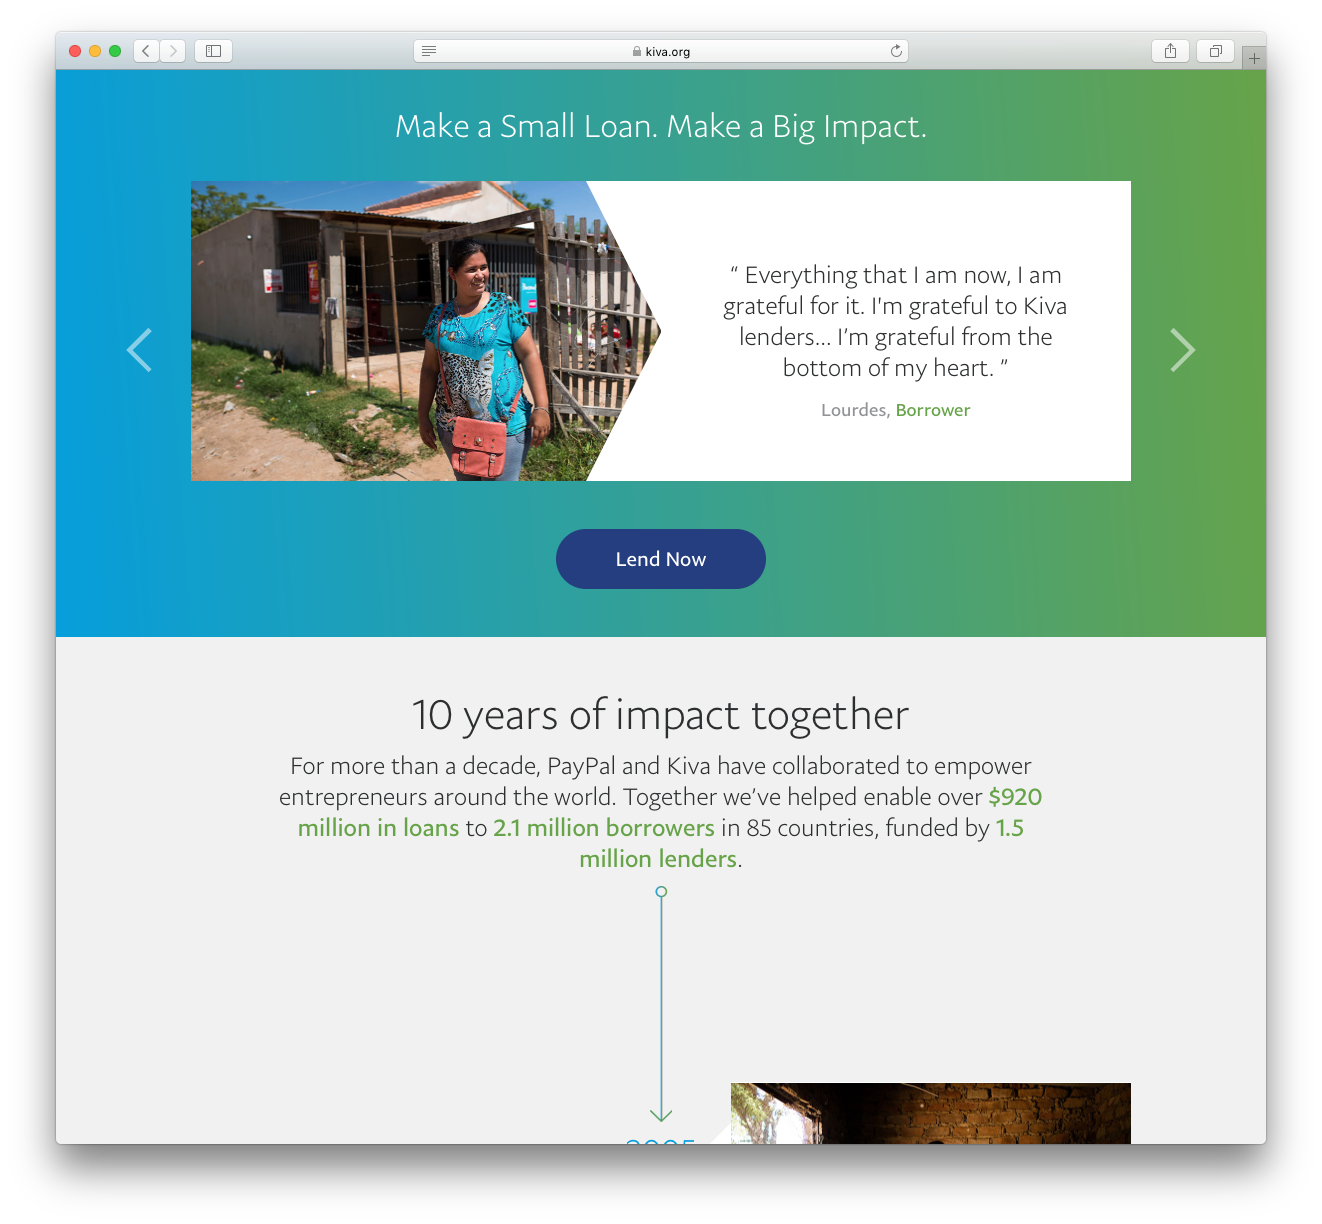 kiva.org
Make a Small Loan. Make a Big Impact.
“ Everything that I am now, I am
grateful for it. I'm grateful to Kiva
lenders... I’m grateful from the
bottom of my heart. ”
Lourdes, Borrower
Lend Now
10 years of impact together
For more than a decade, PayPal and Kiva have collaborated to empower
entrepreneurs around the world. Together we’ve helped enable over $920
million in loans to 2.1 million borrowers in 85 countries, funded by 1.5
million lenders.